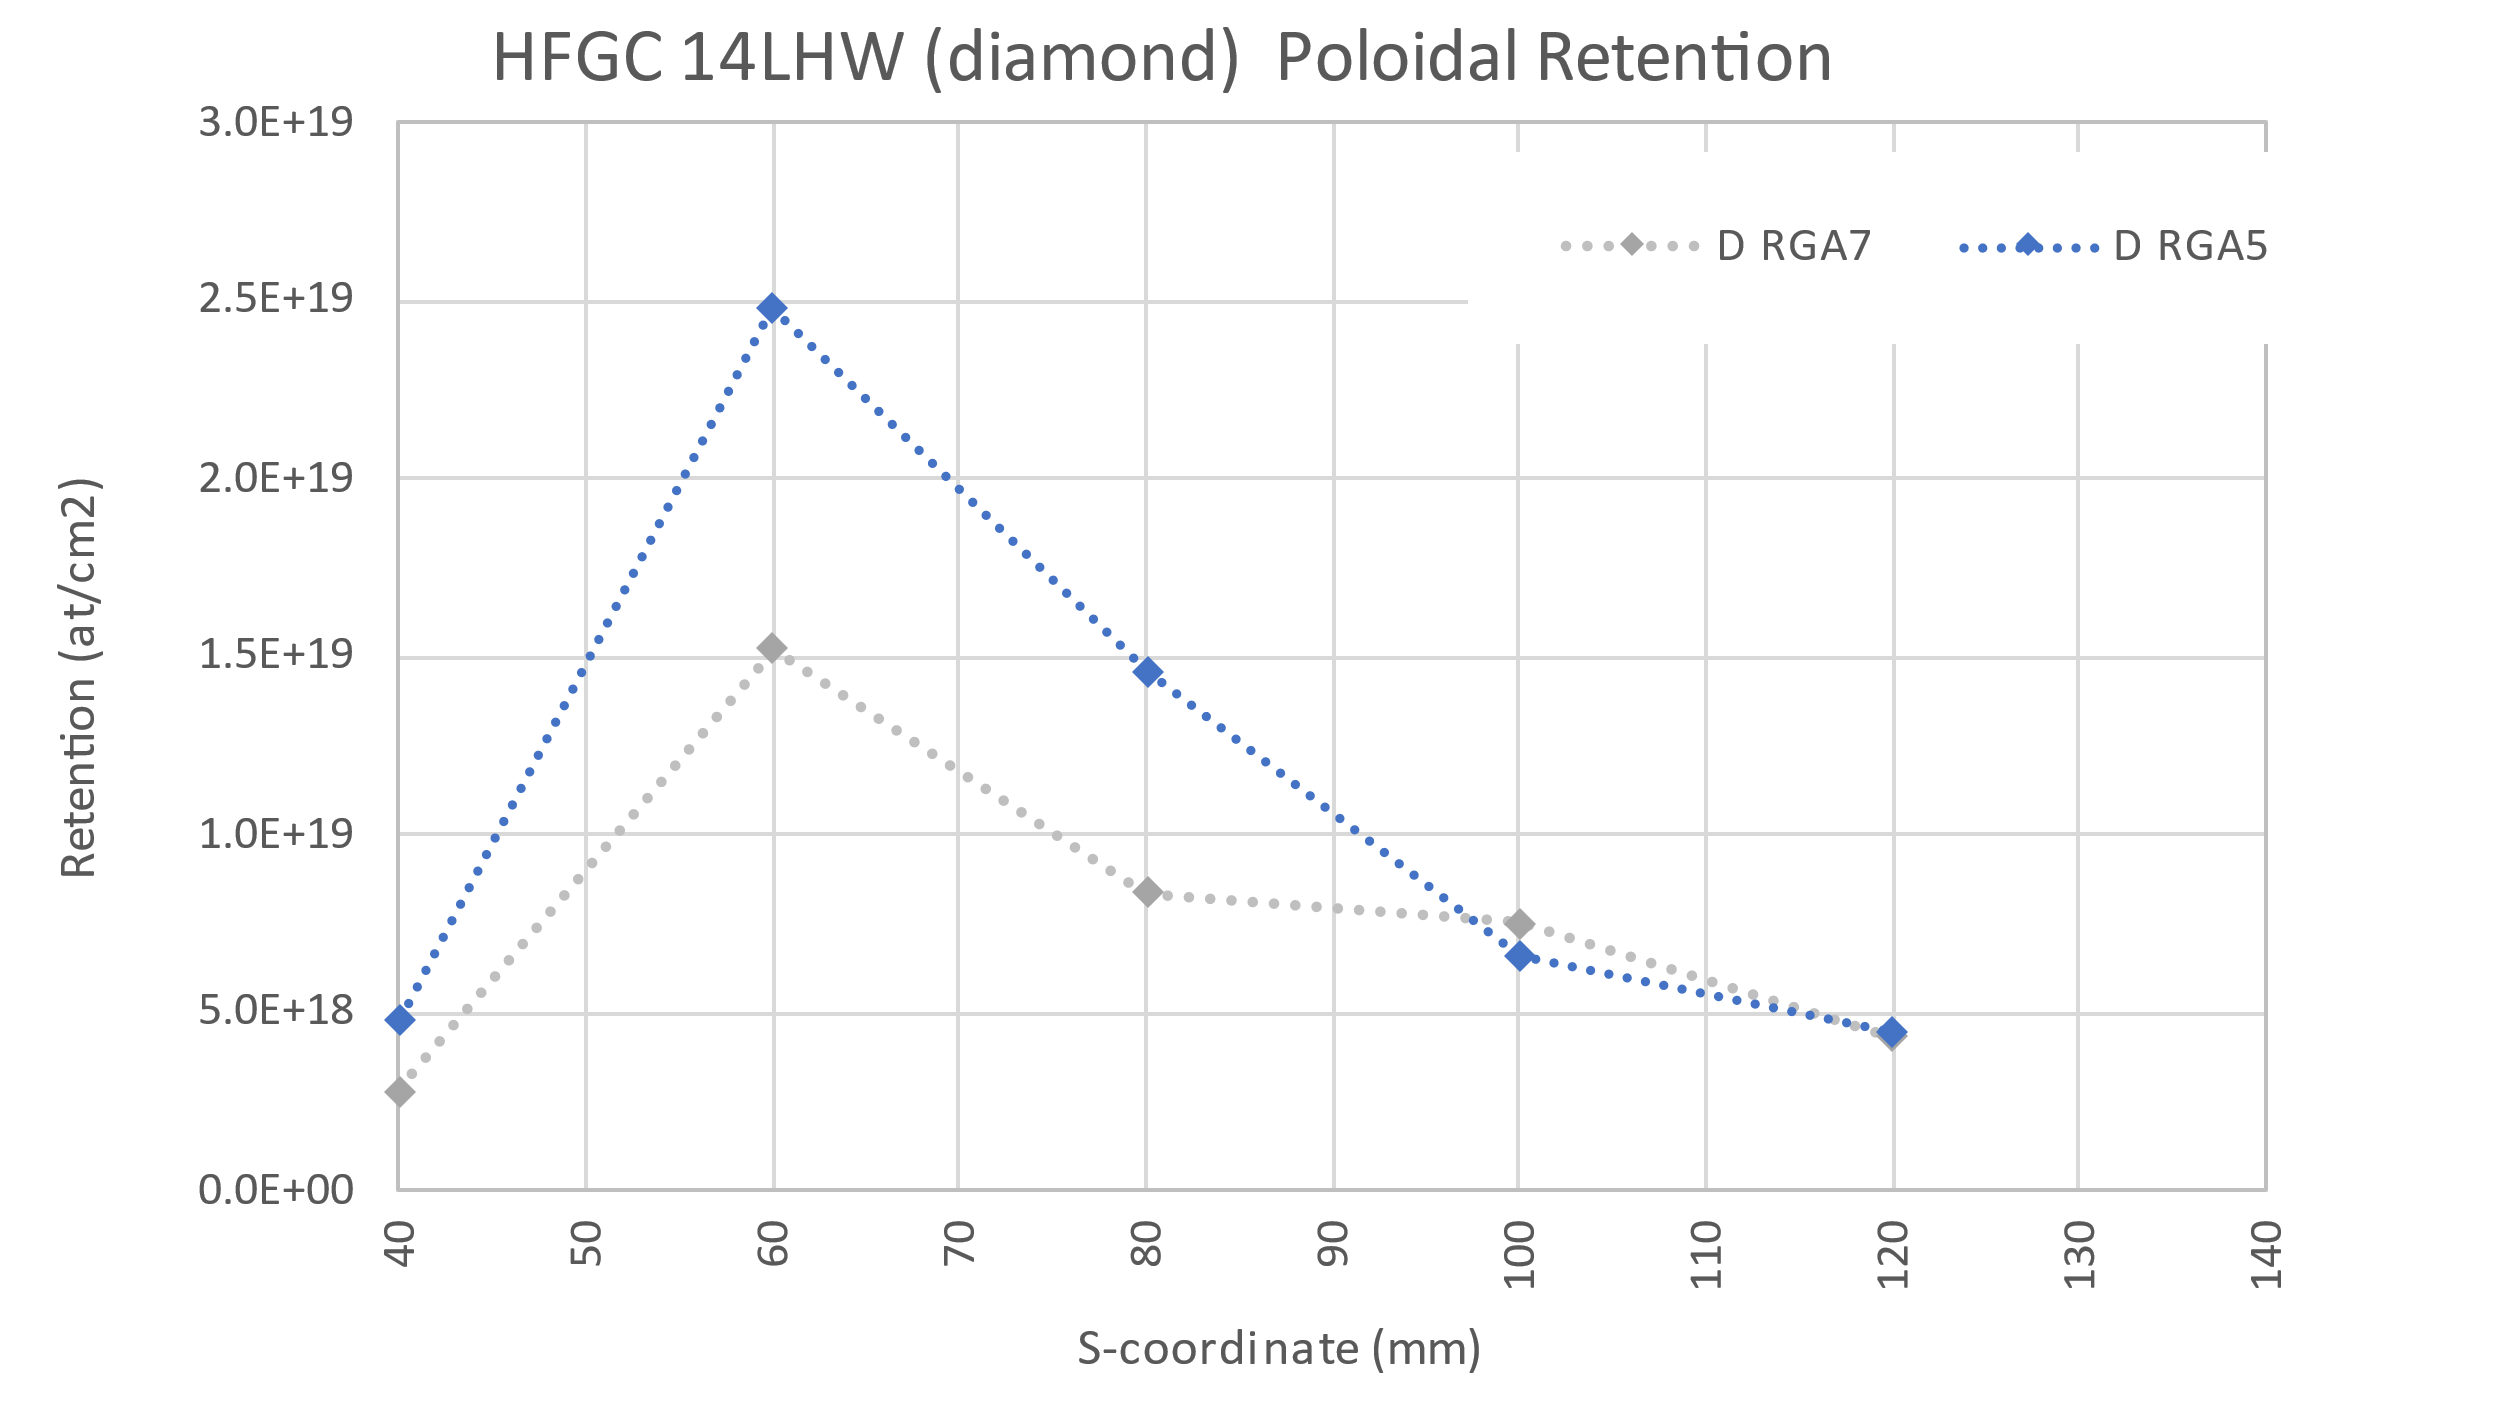 HFGC 14LHW (diamond)  Poloidal Retention
3.0E+19
2.5E+19
2.0E+19
1.5E+19
1.0E+19
5.0E+18
0.0E+00
Retention (at/cm2)
D RGA7
D RGA5
40
50
60
70
80
90
100
110
120
130
140
S-coordinate (mm)